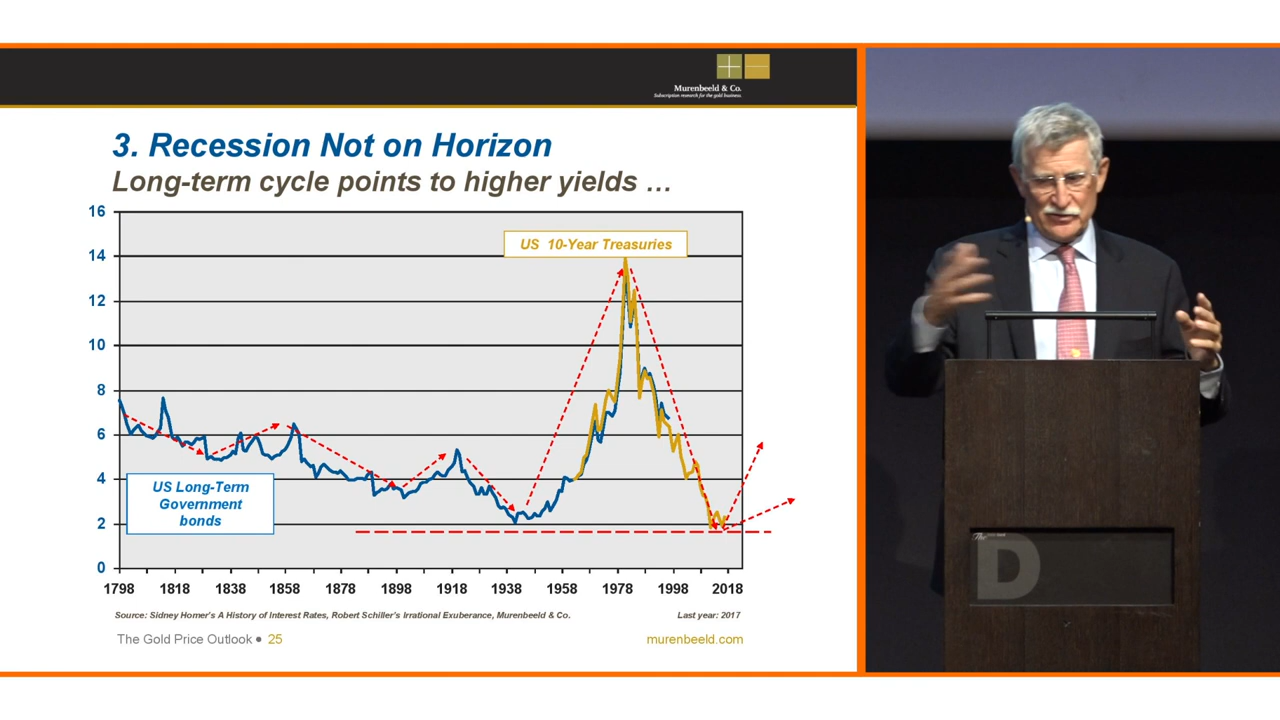 Murenbeeld & Co.
Subscription research for the gold business.
3. Recession Not on Horizon
Long-term cycle points to higher yields …
16
14
12
10
8
6
4
2
0
US 10-Year Treasuries
US Long-Term
Government
bonds
1798 1818 1838 1858 1878 1898 1918 1938 1958 1978 1998 2018
Source: Sidney Homer's A History of Interest Rates, Robert Schiller's Irrational Exuberance, Murenbeeld & Co.
Last year: 2017
The Gold Price Outlook ● 25
murenbeeld.com
The
D